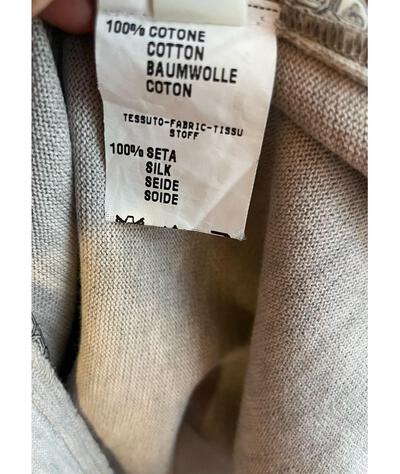 100% COTONE
COTTON
BAUMWOLLE
COTON
TESSUTO-FABRIC-TISSU
STOFF
100% SETA
SILK
SEIDE
SOIDE